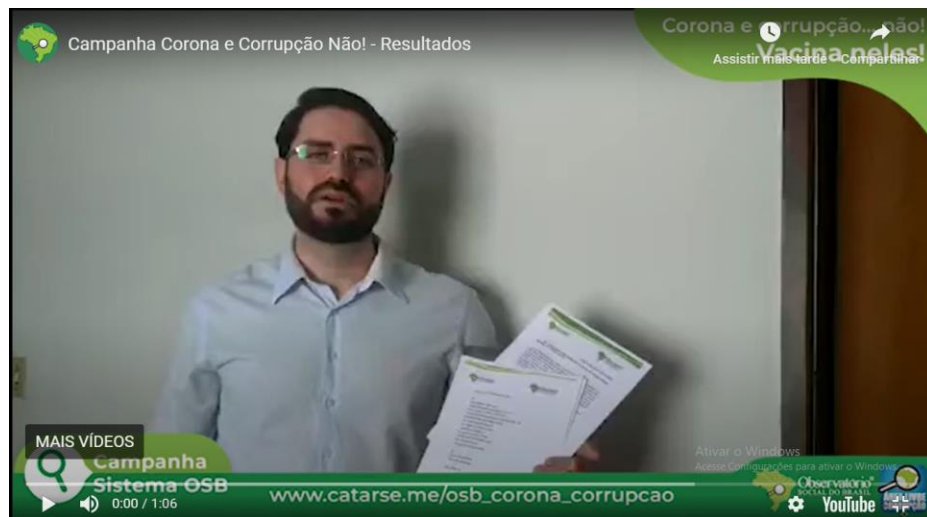 Campanha Corona e Corrupção Não! - Resultados
Corona e corrupção...não!
Vacina neles!
Assistir mais tarde
Compartilhar
MAIS VÍDEOS
Campanha
Sistema OSB
0:00 / 1:06
www.catarse.me/osb_corona_corrupcao
Ativar o Windows
Acesse Configurações para ativar o Windows
Observatório
SOCIAL DO BRASIL
YouTube